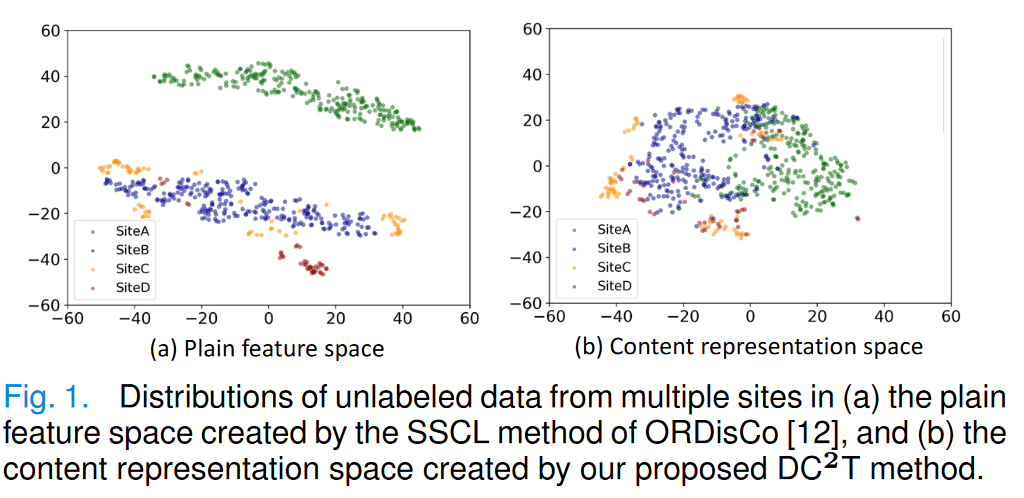 60
40
20
0
−20
−40
−60
SiteA
SiteB
SiteC
SiteD
−60 −40 −20 0 20 40 60
(a) Plain feature space
60
40
20
0
−20
−40
−60
SiteA
SiteB
SiteC
SiteD
−60 −40 −20 0 20 40 60
(b) Content representation space
Fig. 1. Distributions of unlabeled data from multiple sites in (a) the plain
feature space created by the SSCL method of ORDisCo [12], and (b) the
content representation space created by our proposed DC²T method.